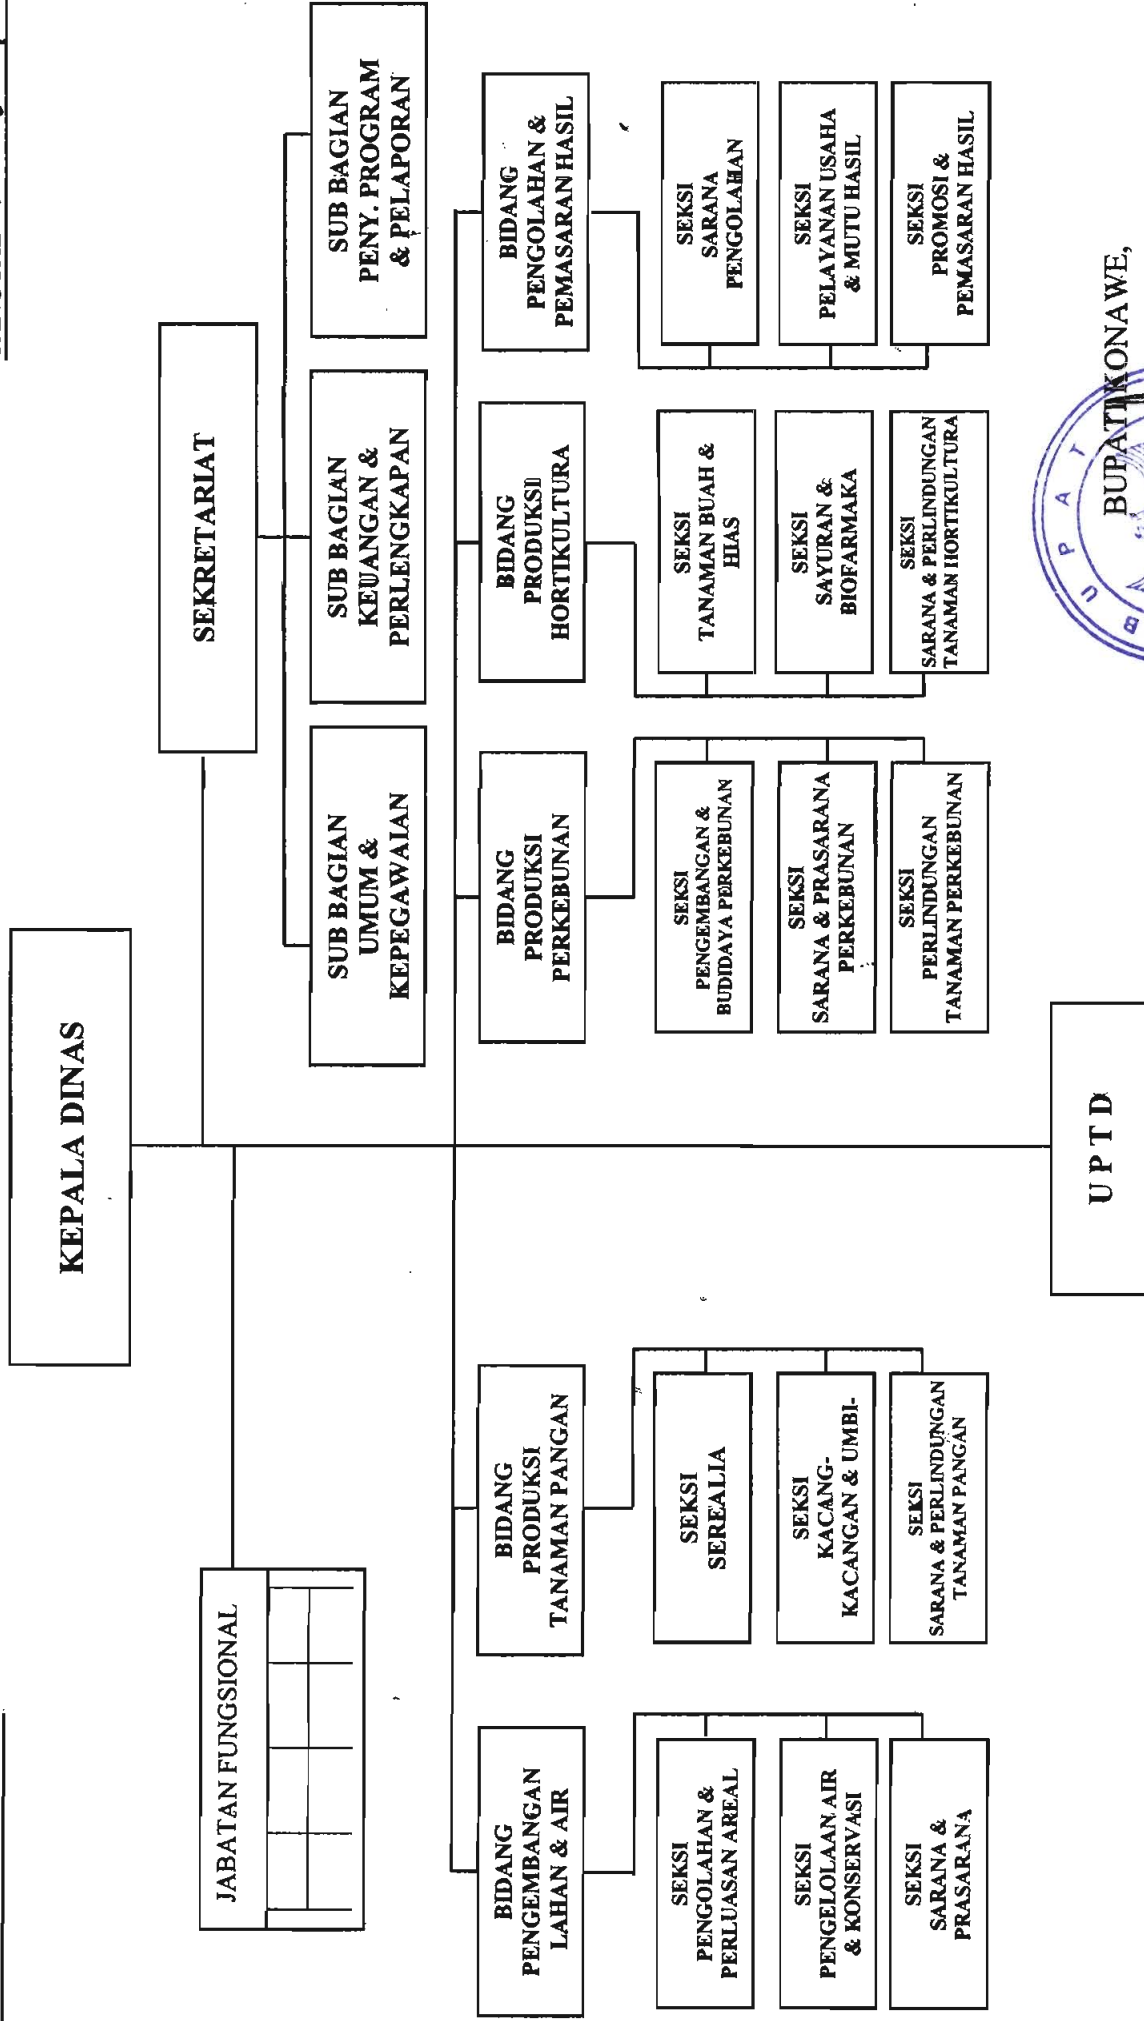 KEPALA DINAS
SEKRETARIAT
JABATAN FUNGSIONAL
SUB BAGIAN
UMUM &
KEPEGAWAIAN
SUB BAGIAN
KEUANGAN &
PERLENGKAPAN
SUB BAGIAN
PENY. PROGRAM
& PELAPORAN
BIDANG
PENGEMBANGAN
LAHAN & AIR
BIDANG
PRODUKSI
TANAMAN PANGAN
BIDANG
PRODUKSI
PERKEBUNAN
BIDANG
PRODUKSI
HORTIKULTURA
BIDANG
PENGOLAHAN &
PEMASARAN HASIL
SEKSI
PENGOLAHAN &
PERLUASAN AREAL
SEKSI
SEREALIA
SEKSI
PENGEMBANGAN &
BUDIDAYA PERKEBUNAN
SEKSI
TANAMAN BUAH &
HIAS
SEKSI
SARANA
PENGOLAHAN
SEKSI
PENGELOLAAN AIR
& KONSERVASI
SEKSI
KACANG-
KACANGAN & UMBI-
SEKSI
SARANA & PRASARANA
PERKEBUNAN
SEKSI
SAYURAN &
BIOFARMAKA
SEKSI
PELAYANAN USAHA
& MUTU HASIL
SEKSI
SARANA &
PRASARANA
SEKSI
SARANA & PERLINDUNGAN
TANAMAN PANGAN
SEKSI
PERLINDUNGAN
TANAMAN PERKEBUNAN
SEKSI
SARANA & PERLINDUNGAN
TANAMAN HORTIKULTURA
SEKSI
PROMOSI &
PEMASARAN HASIL
U P T D
BUPATI KONAWE,
B U P A T